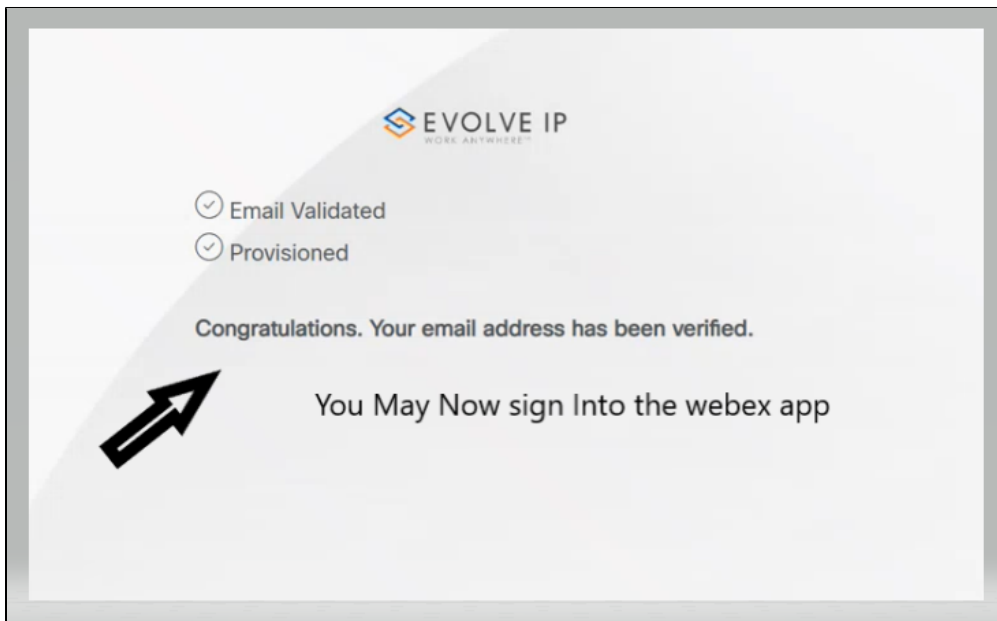 EVOLVE IP
WORK ANYWHERE™
Email Validated
Provisioned
Congratulations. Your email address has been verified.
You May Now sign Into the webex app